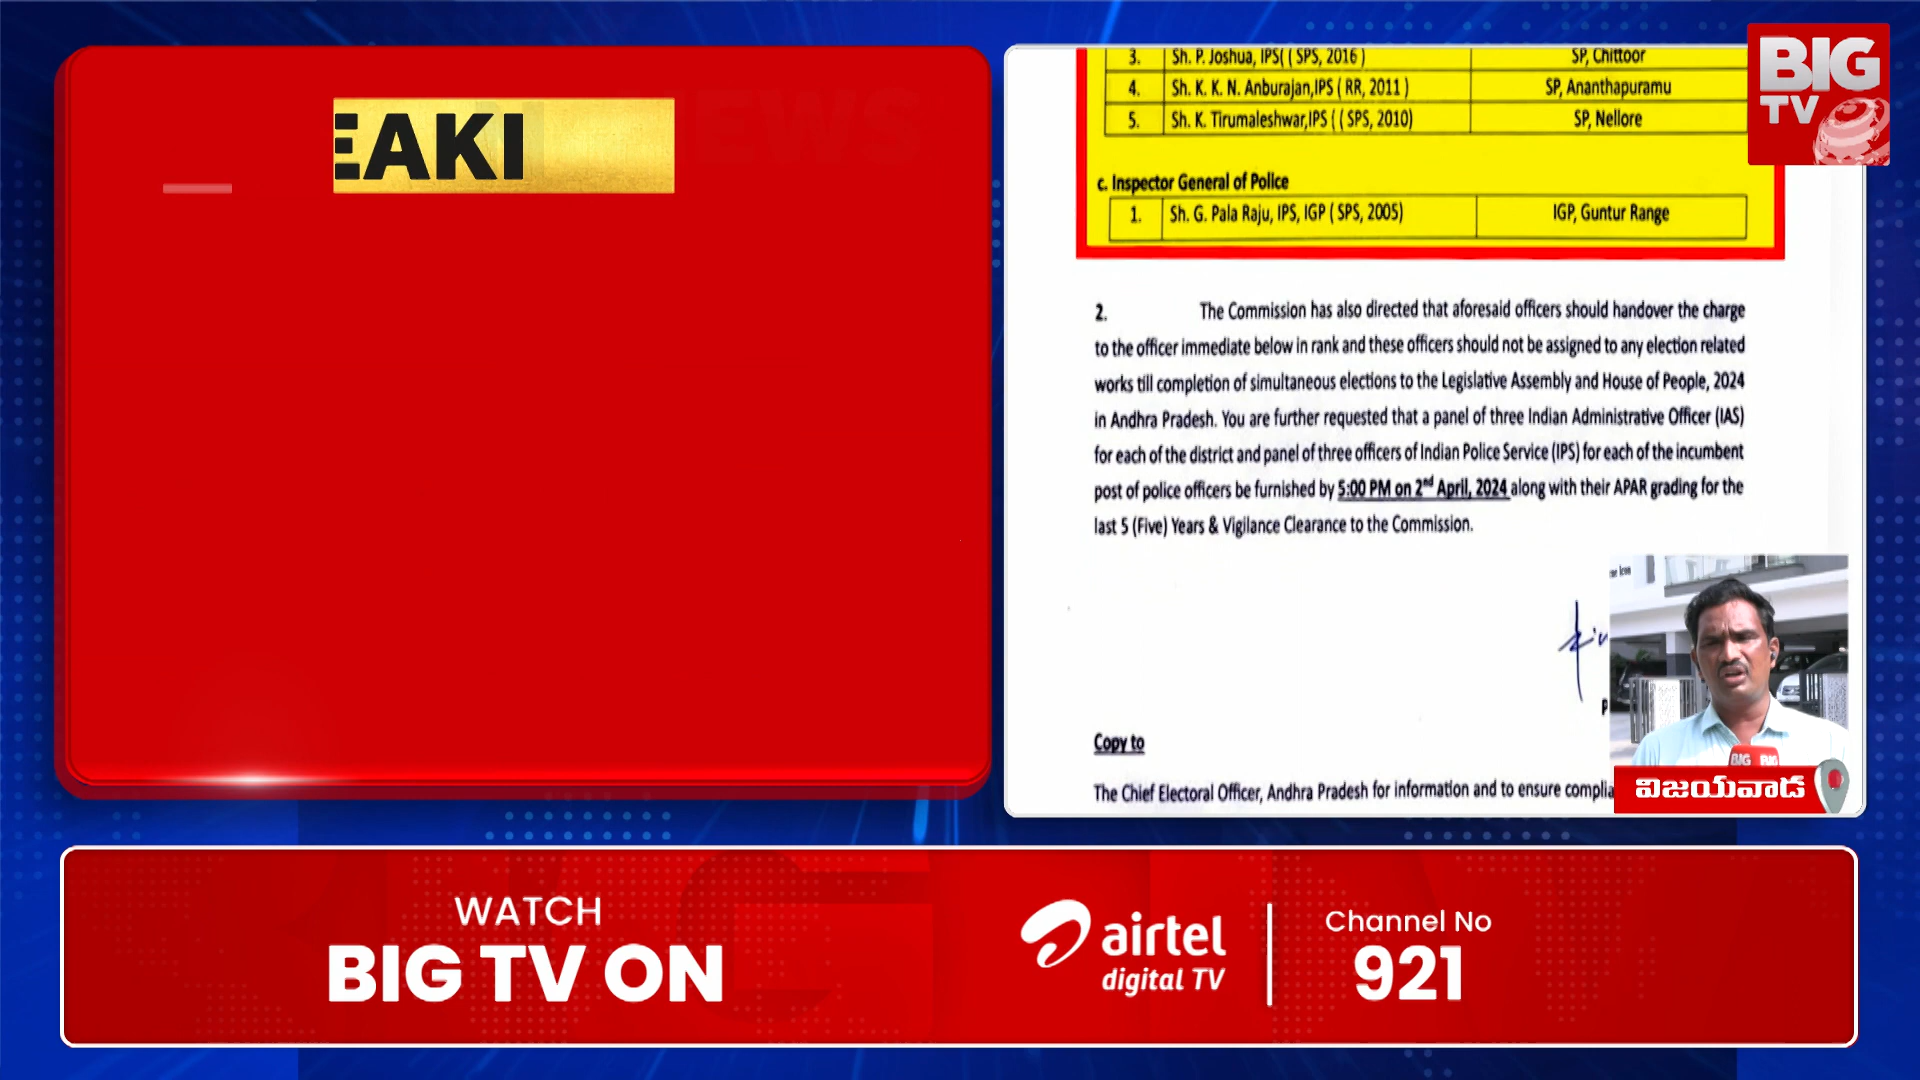 EAKI
NEWS
3. Sh. P. Joshua, IPS( ( SPS, 2016 ) SP, Chittoor
4. Sh. K. K. N. Anburajan,IPS ( RR, 2011 ) SP, Ananthapuramu
5. Sh. K. Tirumaleshwar,IPS ( ( SPS, 2010) SP, Nellore
c. Inspector General of Police
1. Sh. G. Pala Raju, IPS, IGP ( SPS, 2005) IGP, Guntur Range
2. The Commission has also directed that aforesaid officers should handover the charge
to the officer immediate below in rank and these officers should not be assigned to any election related
works till completion of simultaneous elections to the Legislative Assembly and House of People, 2024
in Andhra Pradesh. You are further requested that a panel of three Indian Administrative Officer (IAS)
for each of the district and panel of three officers of Indian Police Service (IPS) for each of the incumbent
post of police officers be furnished by 5:00 PM on 2nd April, 2024 along with their APAR grading for the
last 5 (Five) Years & Vigilance Clearance to the Commission.
Copy to
The Chief Electoral Officer, Andhra Pradesh for information and to ensure complia
BIG
TV
BIG BIG
విజయ్‌వాడ
WATCH
BIG TV ON
airtel
digital TV
Channel No
921